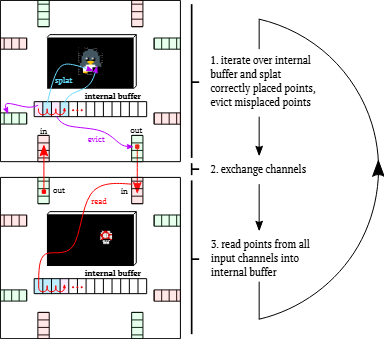 splat
internal buffer
evict
in
out
out
in
read
internal buffer
1. iterate over internal
buffer and splat
correctly placed points,
evict misplaced points
2. exchange channels
3. read points from all
input channels into
internal buffer